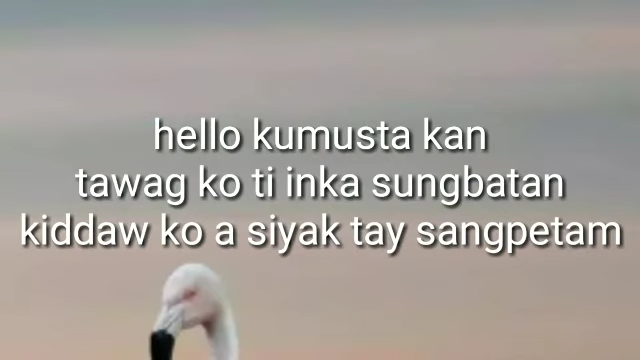 hello kumusta kan
tawag ko ti inka sungbatan
kiddaw ko a siyak tay sangpetam